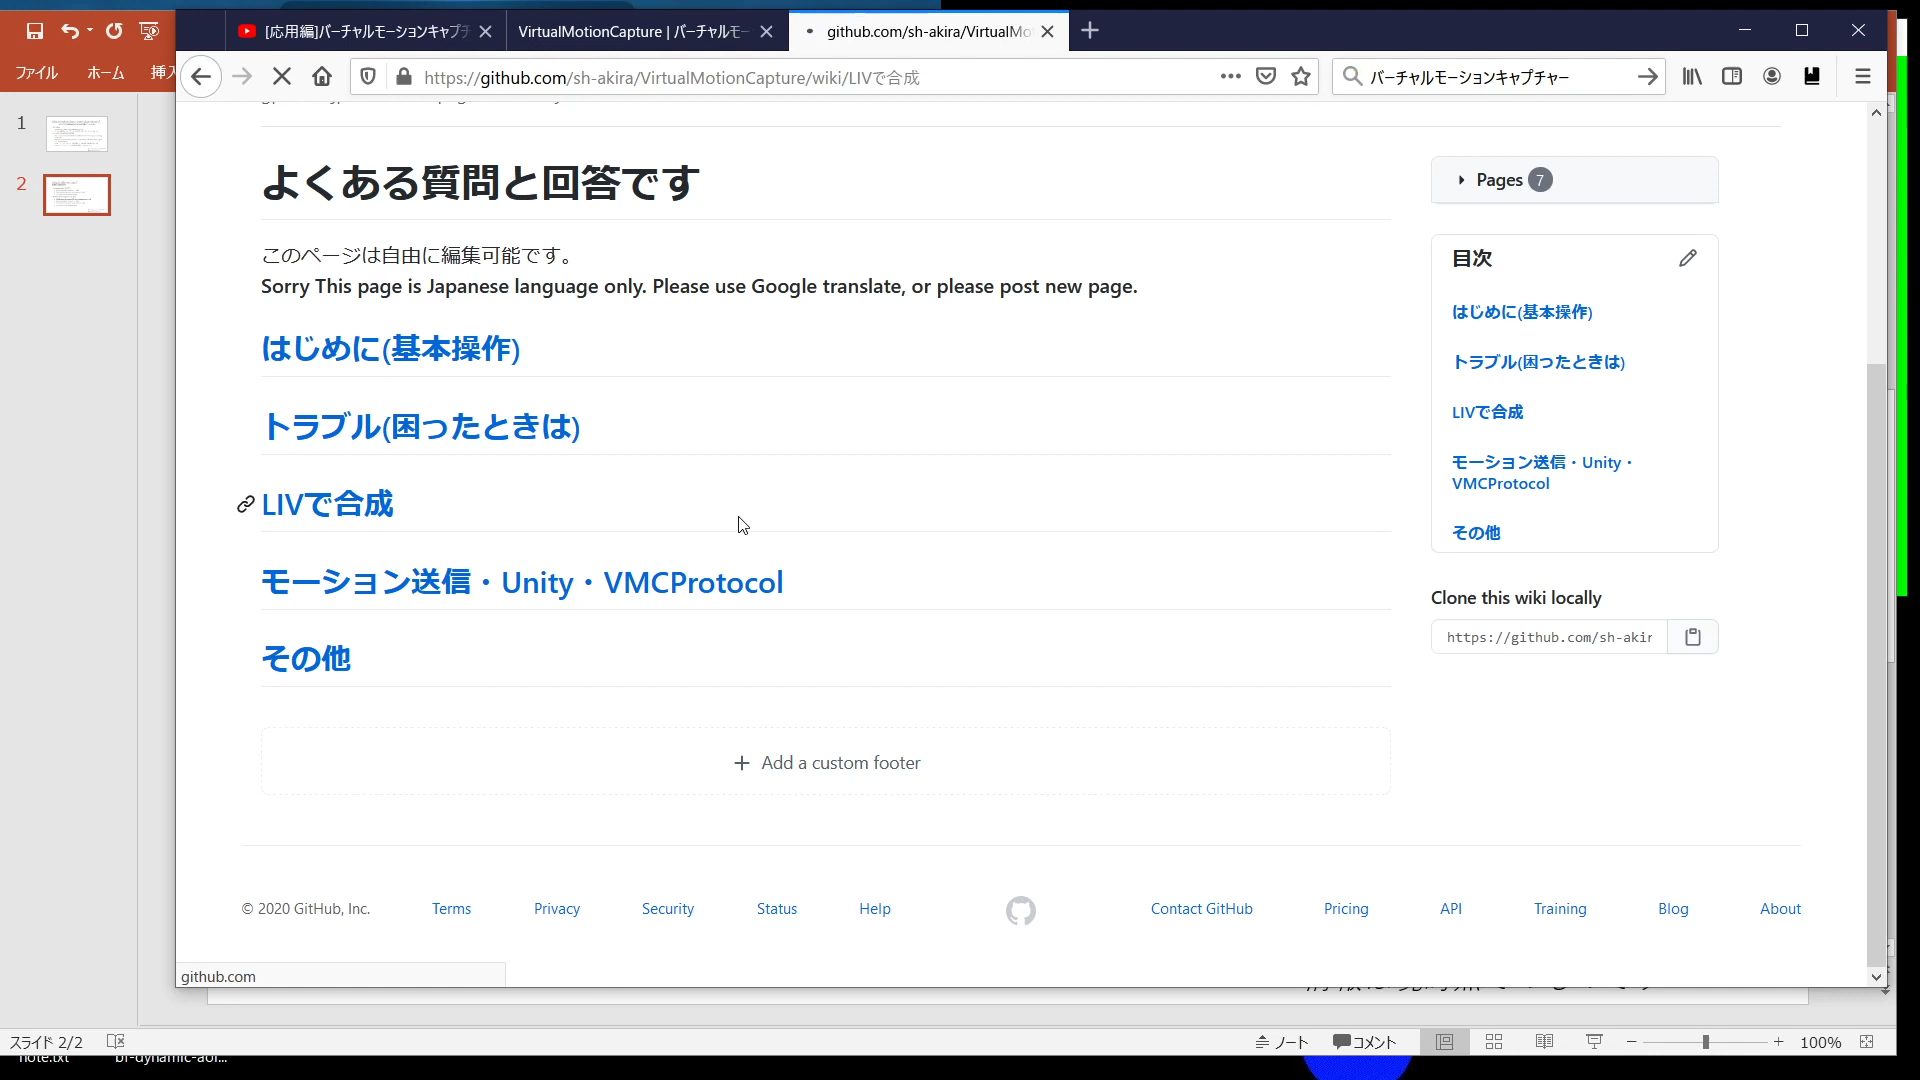 [応用編]バーチャルモーションキャプチ
VirtualMotionCapture | バーチャルモー
github.com/sh-akira/VirtualMo
ファイル
ホーム
挿入
https://github.com/sh-akira/VirtualMotionCapture/wiki/LIVで合成
バーチャルモーションキャプチャー
1
2
よくある質問と回答です
このページは自由に編集可能です。
Sorry This page is Japanese language only. Please use Google translate, or please post new page.
はじめに(基本操作)
トラブル(困ったときは)
LIVで合成
モーション送信・Unity・VMCProtocol
その他
Pages 7
目次
はじめに(基本操作)
トラブル(困ったときは)
LIVで合成
モーション送信・Unity・
VMCProtocol
その他
Clone this wiki locally
https://github.com/sh-akir
Add a custom footer
© 2020 GitHub, Inc.
Terms
Privacy
Security
Status
Help
Contact GitHub
Pricing
API
Training
Blog
About
github.com
スライド 2/2
ノート
コメント
100%
note.txt